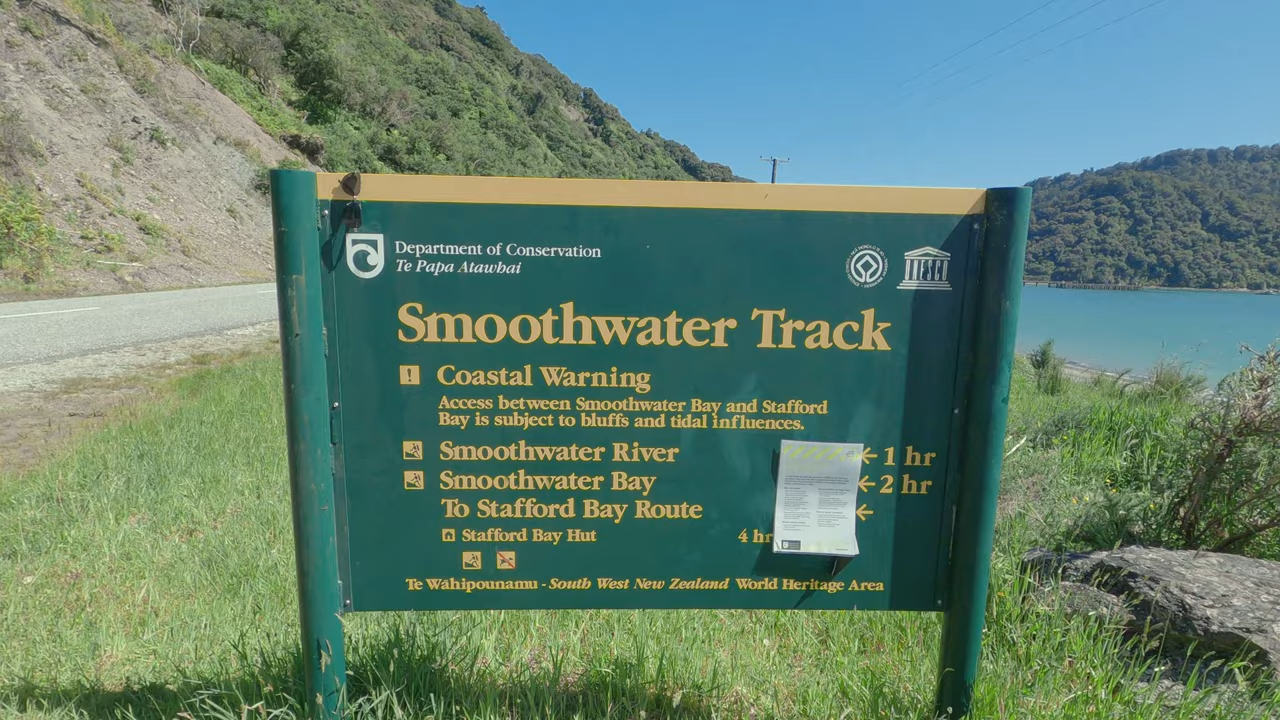 Department of Conservation
Te Papa Atawhai
UNESCO
Smoothwater Track
! Coastal Warning
Access between Smoothwater Bay and Stafford
Bay is subject to bluffs and tidal influences.
Smoothwater River ← 1 hr
Smoothwater Bay ← 2 hr
To Stafford Bay Route ←
Stafford Bay Hut 4 hr
Te Wāhipounamu - South West New Zealand World Heritage Area